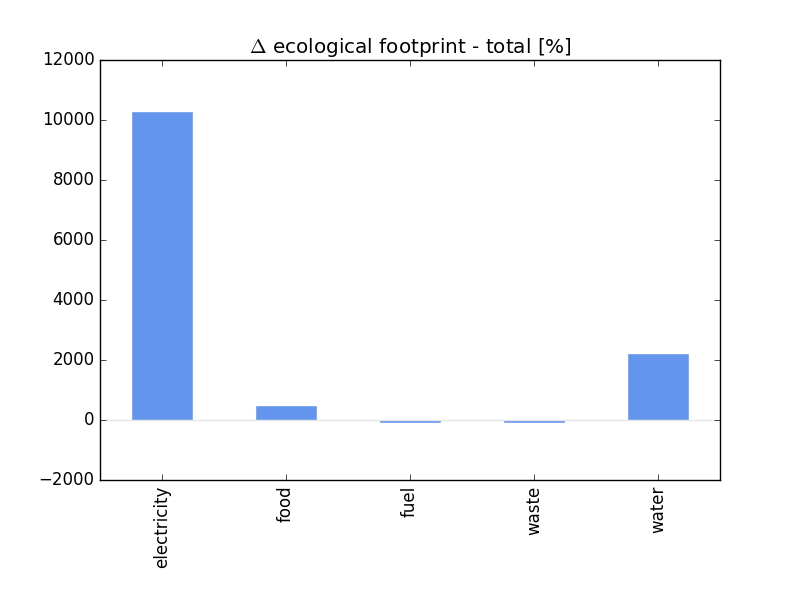 Δ ecological footprint - total [%]
12000
10000
8000
6000
4000
2000
0
−2000
electricity
food
fuel
waste
water